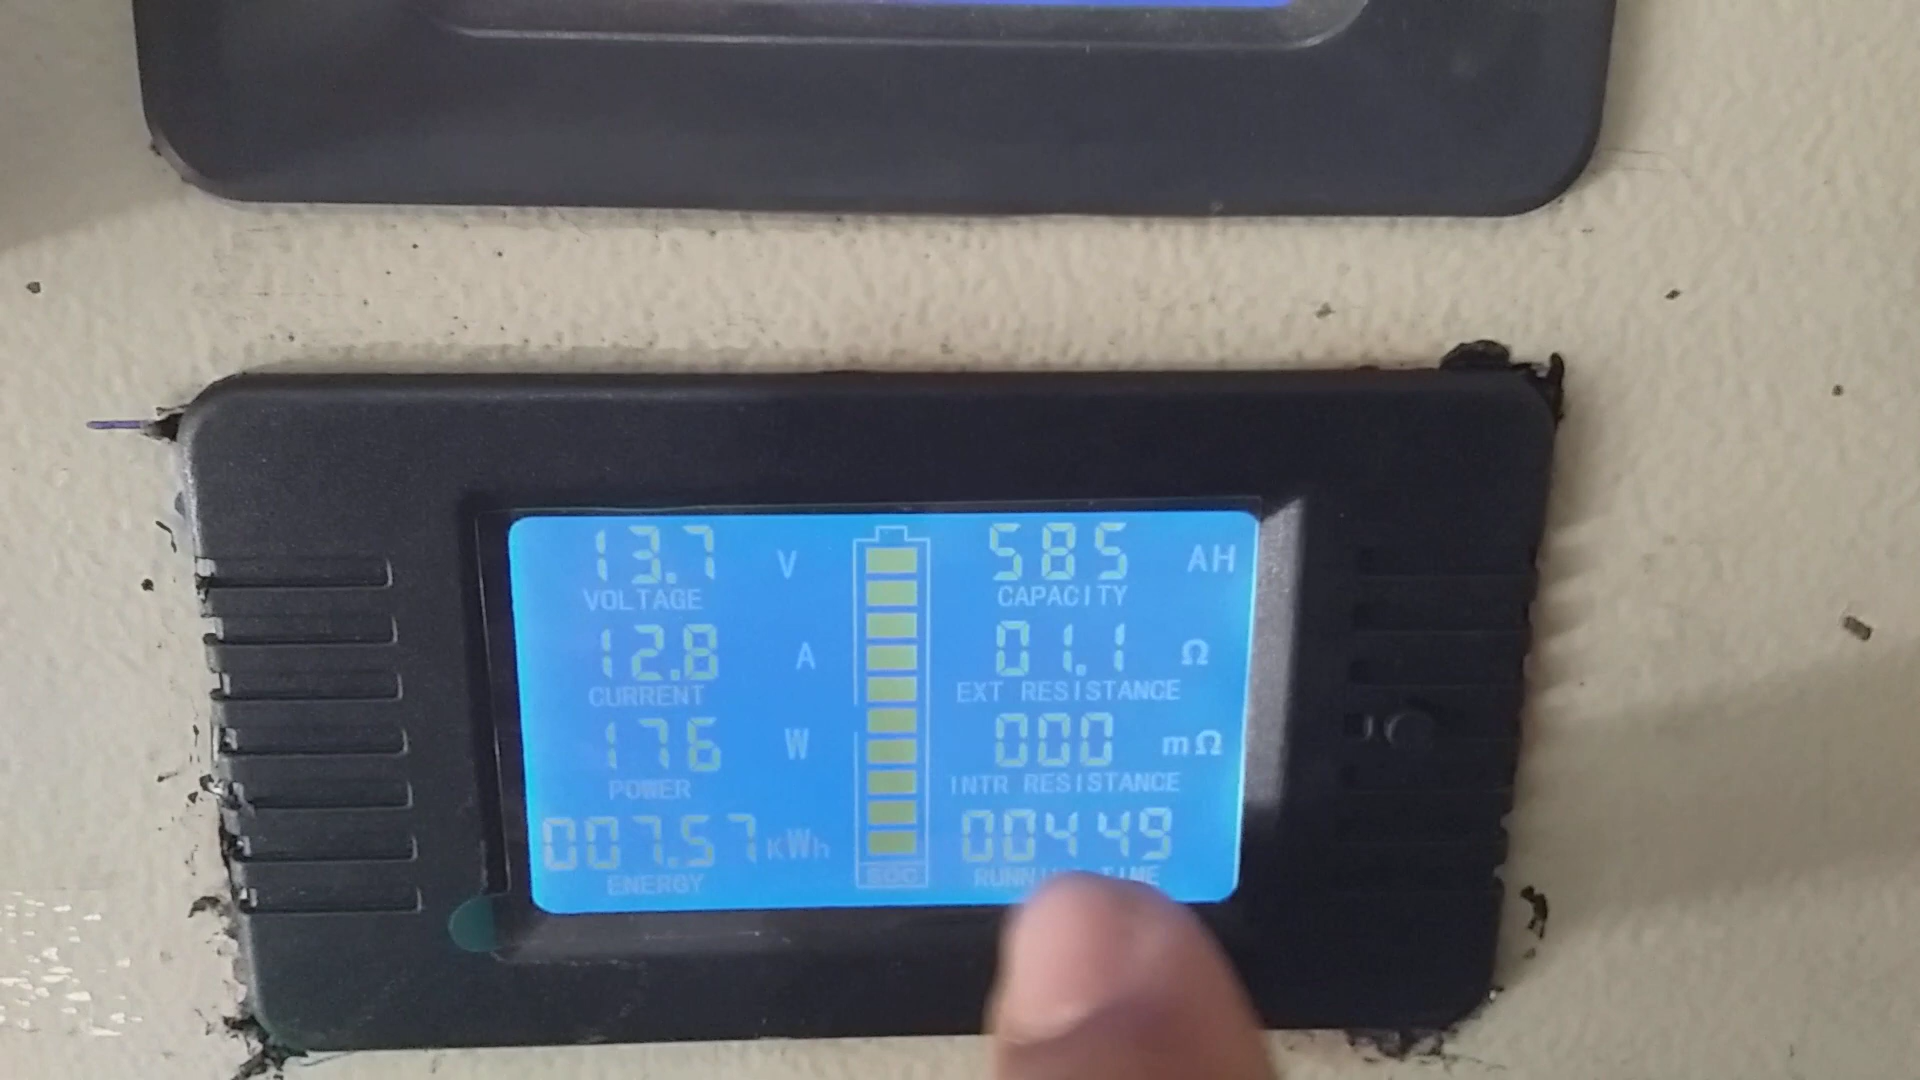 13.7 V
VOLTAGE
12.8 A
CURRENT
176 W
POWER
007.57 KWh
ENERGY
SOC
585 AH
CAPACITY
01.1 Ω
EXT RESISTANCE
000 mΩ
INTR RESISTANCE
00449
TIME